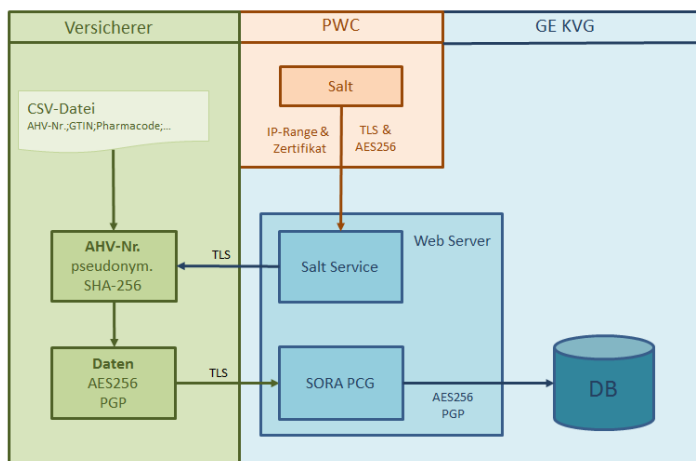 Versicherer
PWC
GE KVG
CSV-Datei
AHV-Nr.;GTIN;Pharmacode;...
Salt
IP-Range &
Zertifikat
TLS &
AES256
AHV-Nr.
pseudonym.
SHA-256
TLS
Salt Service
Web Server
Daten
AES256
PGP
TLS
SORA PCG
AES256
PGP
DB